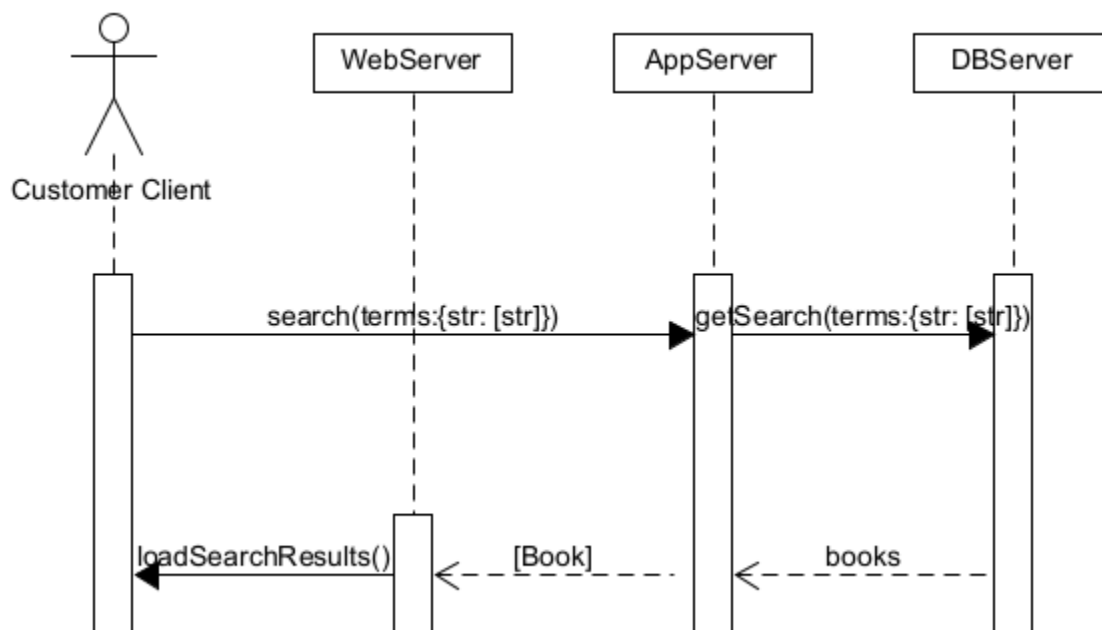 WebServer
AppServer
DBServer
Customer Client
search(terms:{str: [str]})
getSearch(terms:{str: [str]})
loadSearchResults()
[Book]
books